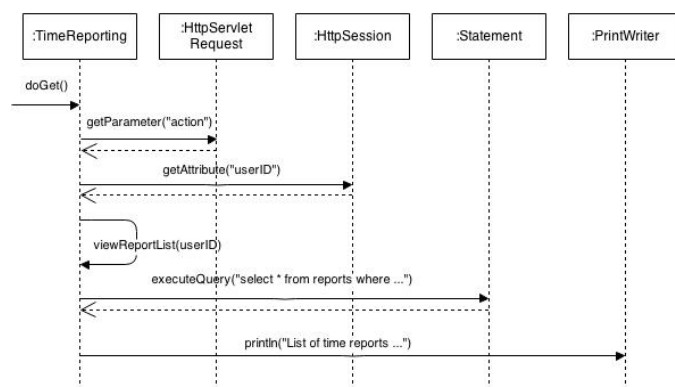 :TimeReporting
:HttpServlet
Request
:HttpSession
:Statement
:PrintWriter
doGet()
getParameter("action")
getAttribute("userID")
viewReportList(userID)
executeQuery("select * from reports where ...")
println("List of time reports ...")